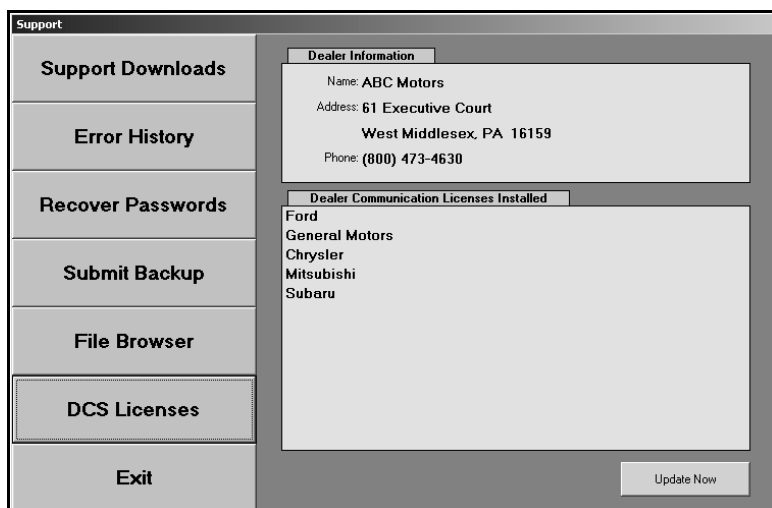 Support
Support Downloads
Error History
Recover Passwords
Submit Backup
File Browser
DCS Licenses
Exit
Dealer Information
Name: ABC Motors
Address: 61 Executive Court
West Middlesex, PA 16159
Phone: (800) 473-4630
Dealer Communication Licenses Installed
Ford
General Motors
Chrysler
Mitsubishi
Subaru
Update Now